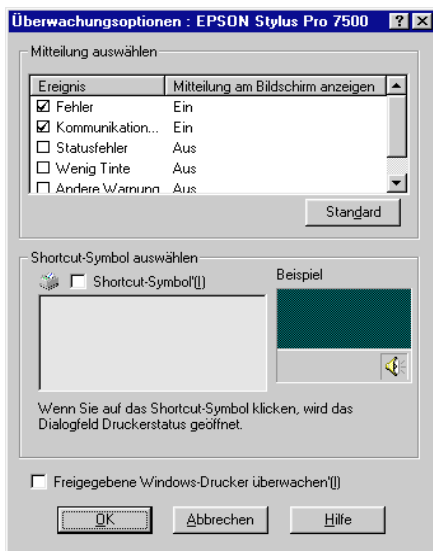 Überwachungsoptionen : EPSON Stylus Pro 7500
Mitteilung auswählen
Ereignis Mitteilung am Bildschirm anzeigen
Fehler Ein
Kommunikation... Ein
Statusfehler Aus
Wenig Tinte Aus
Andere Warnung Aus
Standard
Shortcut-Symbol auswählen
Shortcut-Symbol'(I)
Beispiel
Wenn Sie auf das Shortcut-Symbol klicken, wird das
Dialogfeld Druckerstatus geöffnet.
Freigegebene Windows-Drucker überwachen'(I)
OK Abbrechen Hilfe